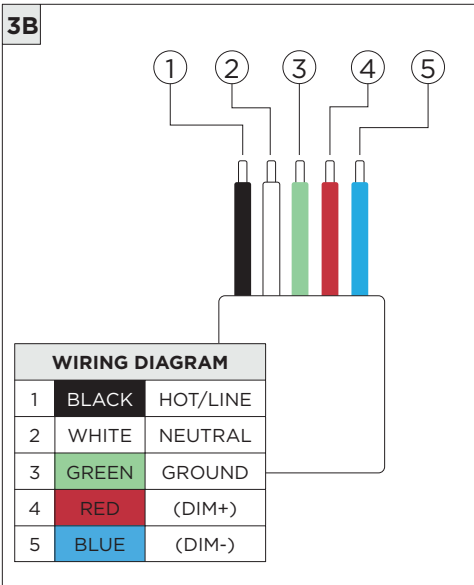 3B
1 2 3 4 5
WIRING DIAGRAM
1 BLACK HOT/LINE
2 WHITE NEUTRAL
3 GREEN GROUND
4 RED (DIM+)
5 BLUE (DIM-)